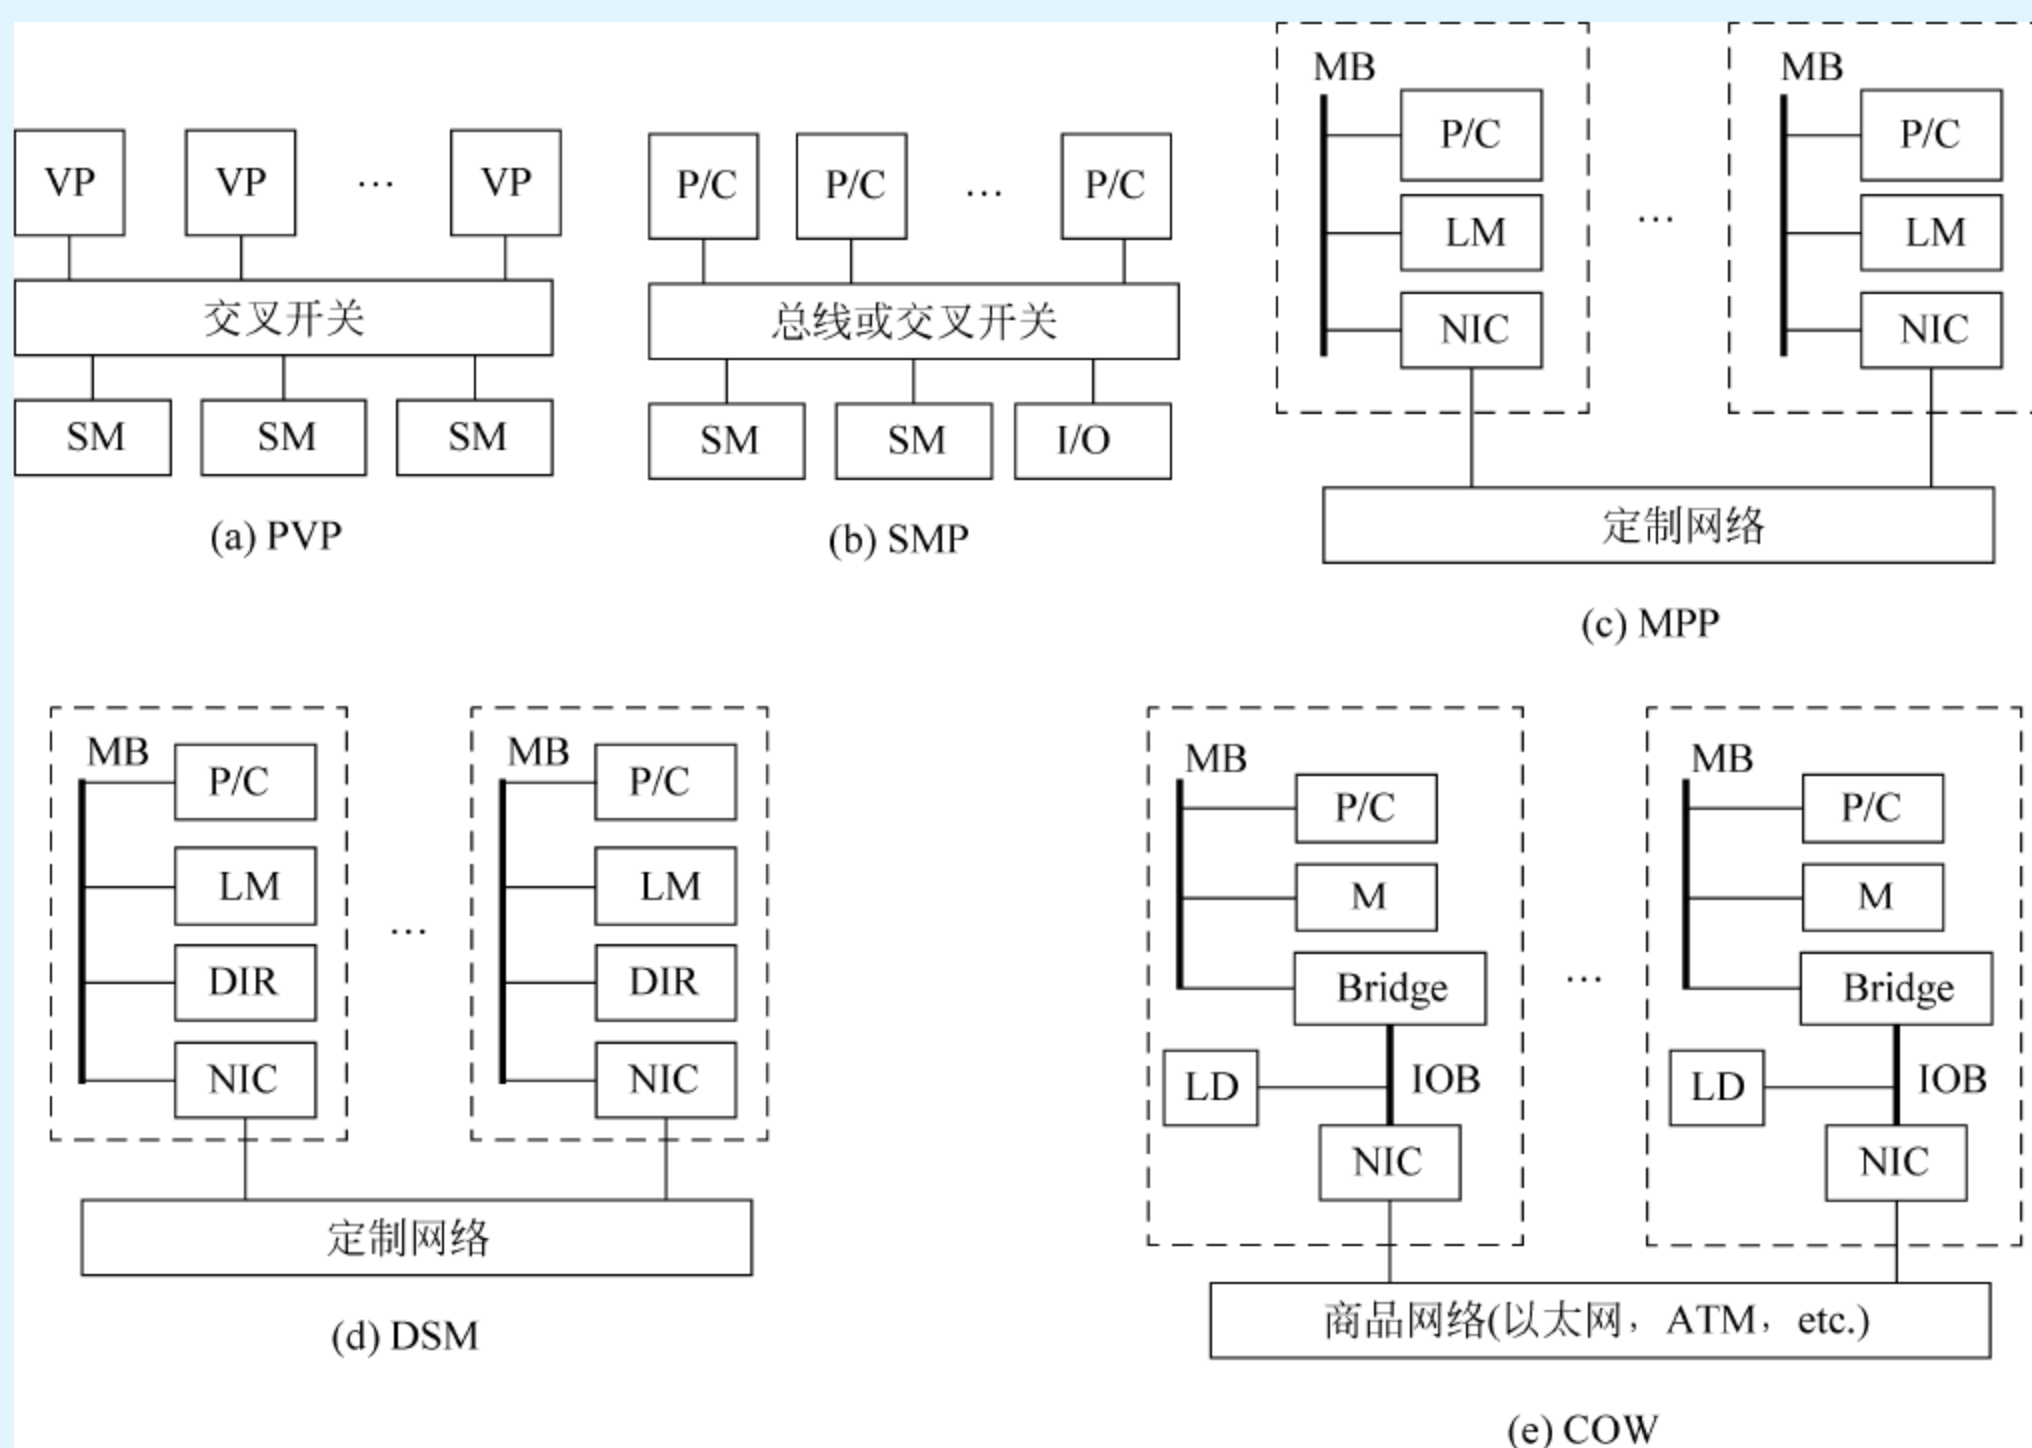 VP VP … VP
交叉开关
SM SM SM
(a) PVP
P/C P/C … P/C
总线或交叉开关
SM SM I/O
(b) SMP
MB
P/C
LM
NIC
…
MB
P/C
LM
NIC
定制网络
(c) MPP
MB
P/C
LM
DIR
NIC
…
MB
P/C
LM
DIR
NIC
定制网络
(d) DSM
MB
P/C
M
Bridge
LD IOB
NIC
…
MB
P/C
M
Bridge
LD IOB
NIC
商品网络(以太网，ATM，etc.)
(e) COW